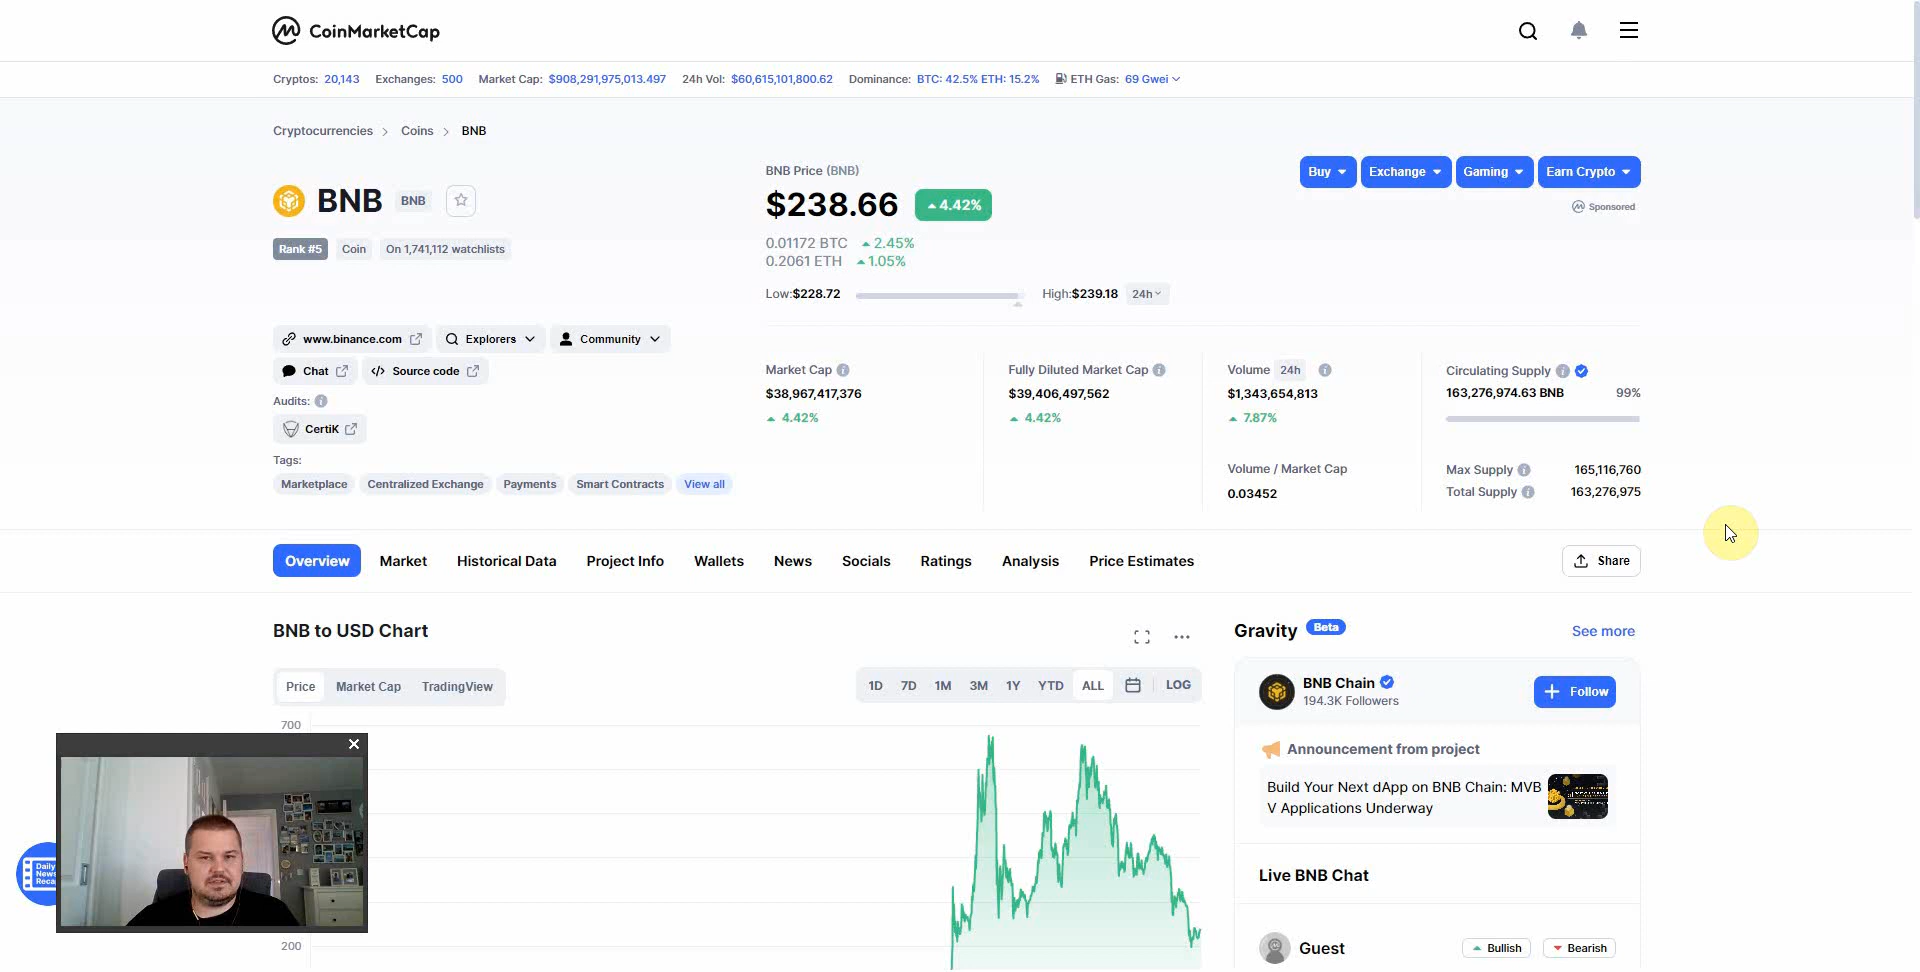 CoinMarketCap
Cryptos: 20,143 Exchanges: 500 Market Cap: $908,291,975,013.497 24h Vol: $60,615,101,800.62 Dominance: BTC: 42.5% ETH: 15.2% ETH Gas: 69 Gwei
Cryptocurrencies > Coins > BNB
BNB Price (BNB)
Buy Exchange Gaming Earn Crypto
BNB BNB
$238.66 4.42%
Sponsored
Rank #5 Coin On 1,741,112 watchlists
0.01172 BTC 2.45%
0.2061 ETH 1.05%
Low:$228.72 High:$239.18 24h
www.binance.com Explorers Community
Chat Source code
Audits:
CertiK
Tags:
Marketplace Centralized Exchange Payments Smart Contracts View all
Market Cap
$38,967,417,376
4.42%
Fully Diluted Market Cap
$39,406,497,562
4.42%
Volume 24h
$1,343,654,813
7.87%
Volume / Market Cap
0.03452
Circulating Supply
163,276,974.63 BNB 99%
Max Supply 165,116,760
Total Supply 163,276,975
Overview Market Historical Data Project Info Wallets News Socials Ratings Analysis Price Estimates Share
BNB to USD Chart
Price Market Cap TradingView
1D 7D 1M 3M 1Y YTD ALL LOG
700
200
Daily
News
Recap
Gravity Beta See more
BNB Chain
194.3K Followers
Follow
Announcement from project
Build Your Next dApp on BNB Chain: MVB
V Applications Underway
Live BNB Chat
Guest Bullish Bearish